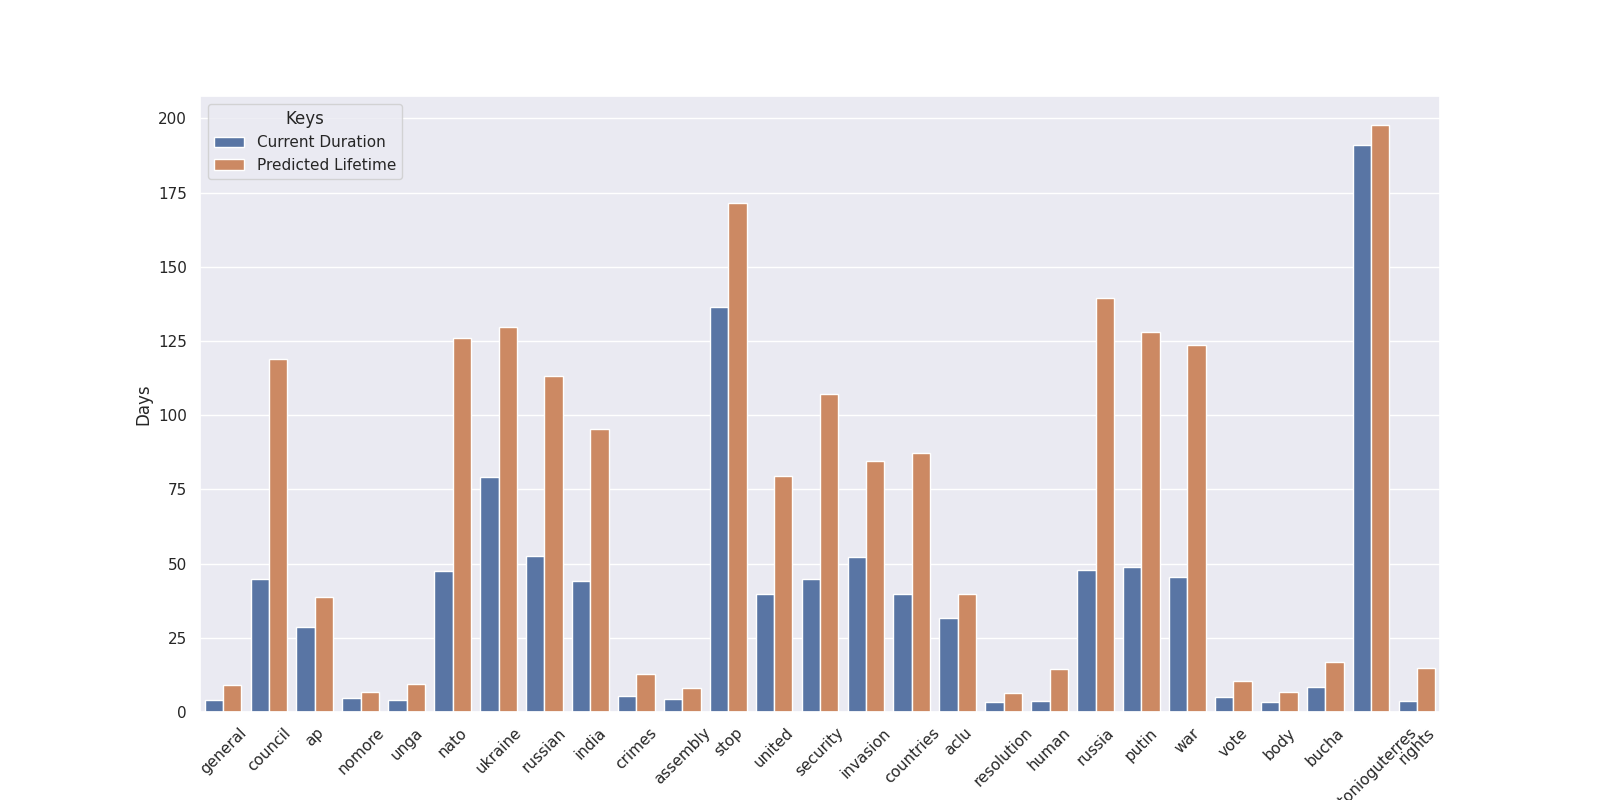 Keys
Current Duration
Predicted Lifetime
Days
200
175
150
125
100
75
50
25
0
general
council
ap
nomore
unga
nato
ukraine
russian
india
crimes
assembly
stop
united
security
invasion
countries
aclu
resolution
human
russia
putin
war
vote
body
bucha
tonioguterres
rights